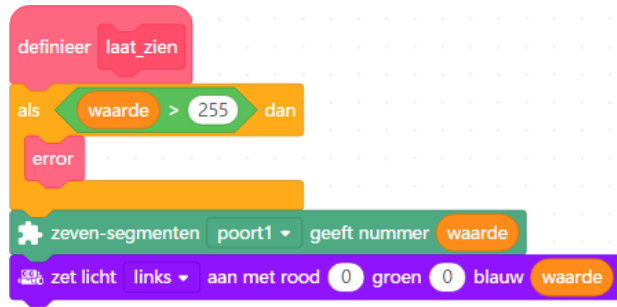 definieer laat_zien
als waarde > 255 dan
error
zeven-segmenten poort1 geeft nummer waarde
zet licht links aan met rood 0 groen 0 blauw waarde